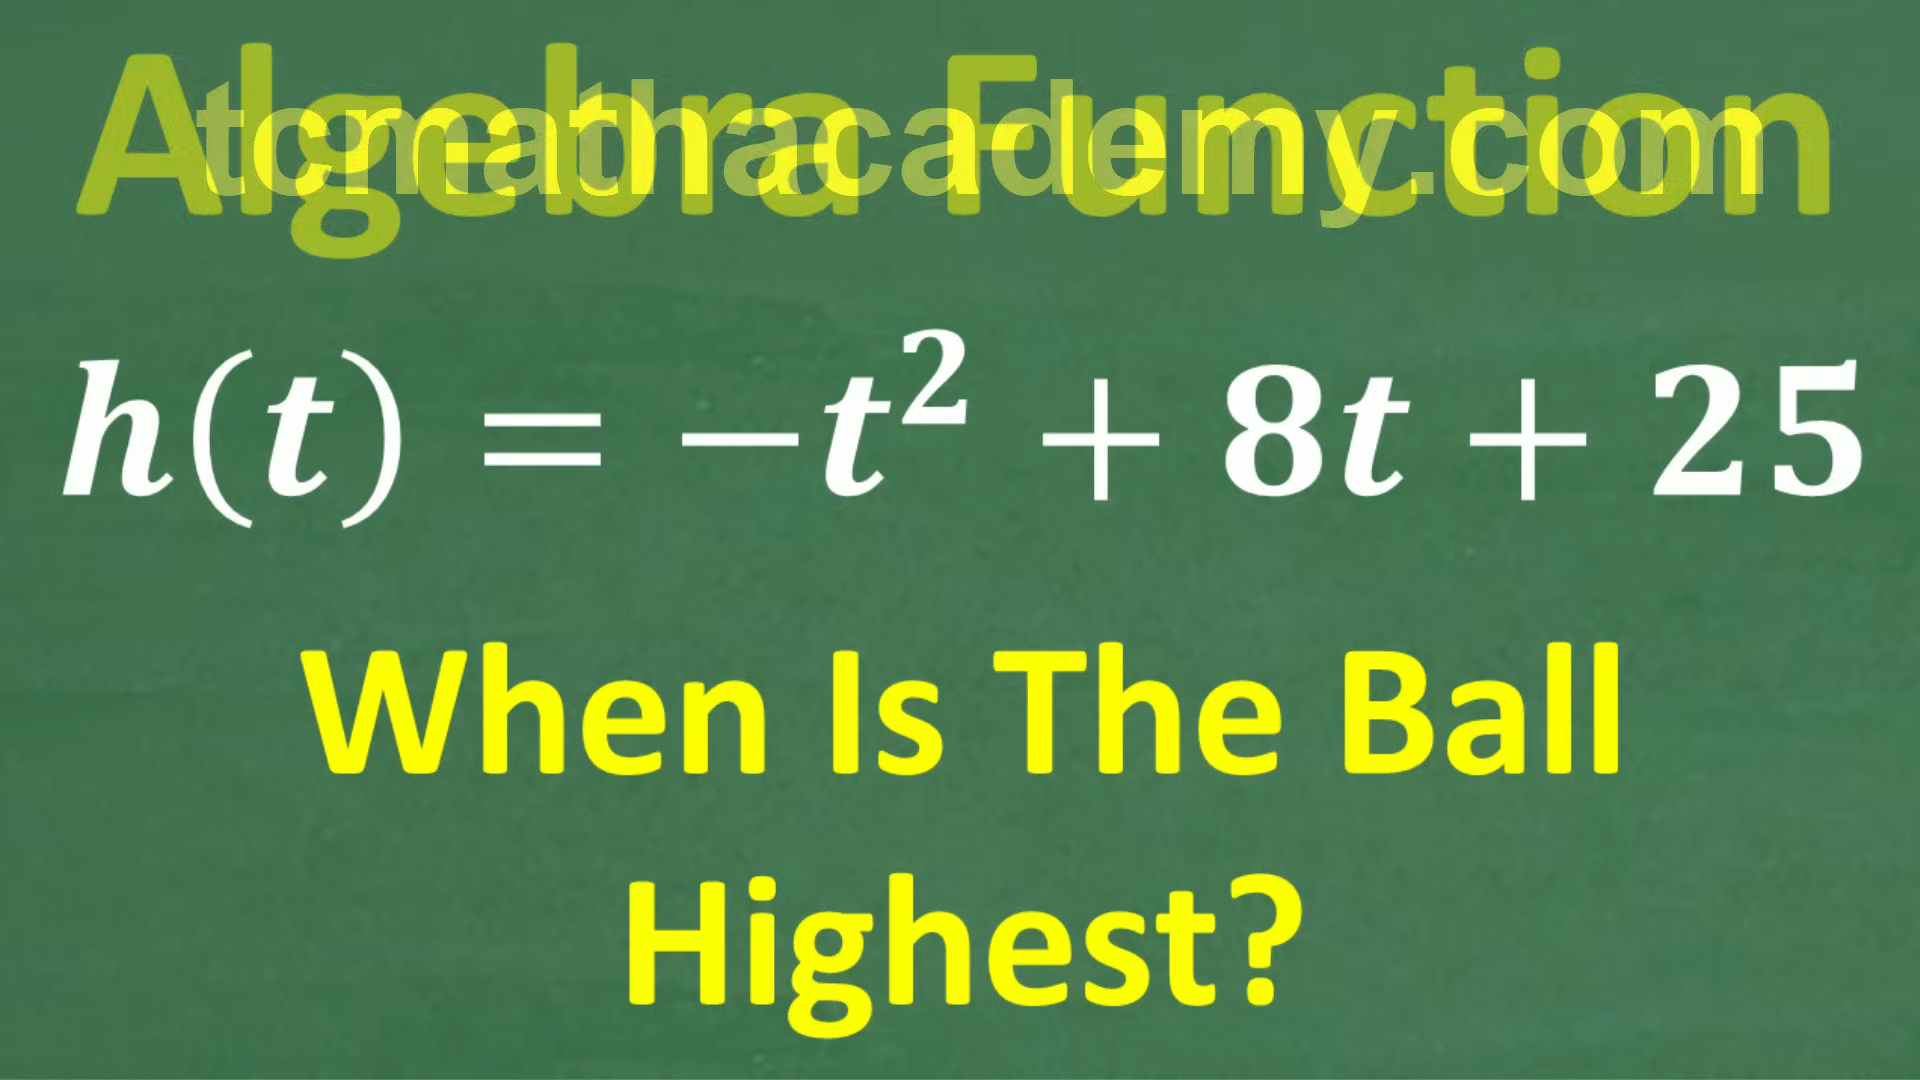 Algebra Function
tcmathacademy.com
h(t) = −t² + 8t + 25
When Is The Ball
Highest?